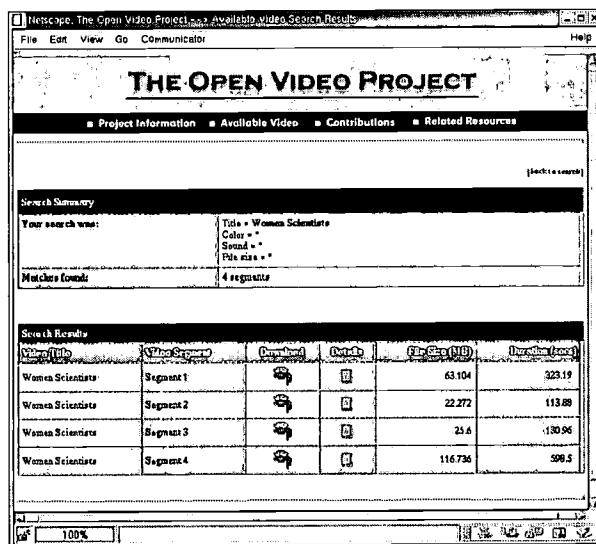 Netscape: The Open Video Project --> Available Video Search Results
File Edit View Go Communicator Help
THE OPEN VIDEO PROJECT
Project Information Available Video Contributions Related Resources
[back to search]
Search Summary
Your search was: Title = Women Scientists
Color = *
Sound = *
File size = *
Matches found: 4 segments
Search Results
Video Title Video Segment Download Details File Size (MB) Duration (secs)
Women Scientists Segment 1 63.104 323.19
Women Scientists Segment 2 22.272 113.88
Women Scientists Segment 3 25.6 130.96
Women Scientists Segment 4 116.736 598.5
100%